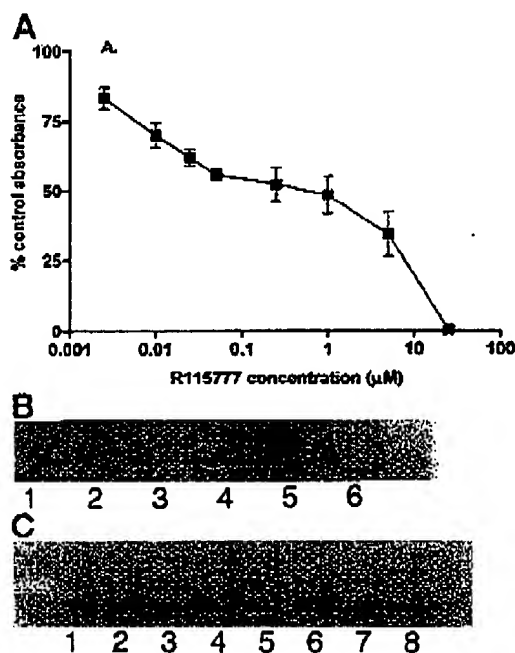 A
A.
100
75
50
25
0
% control absorbance
0.001 0.01 0.1 1 10 100
R115777 concentration (μM)
B
1 2 3 4 5 6
C
1 2 3 4 5 6 7 8